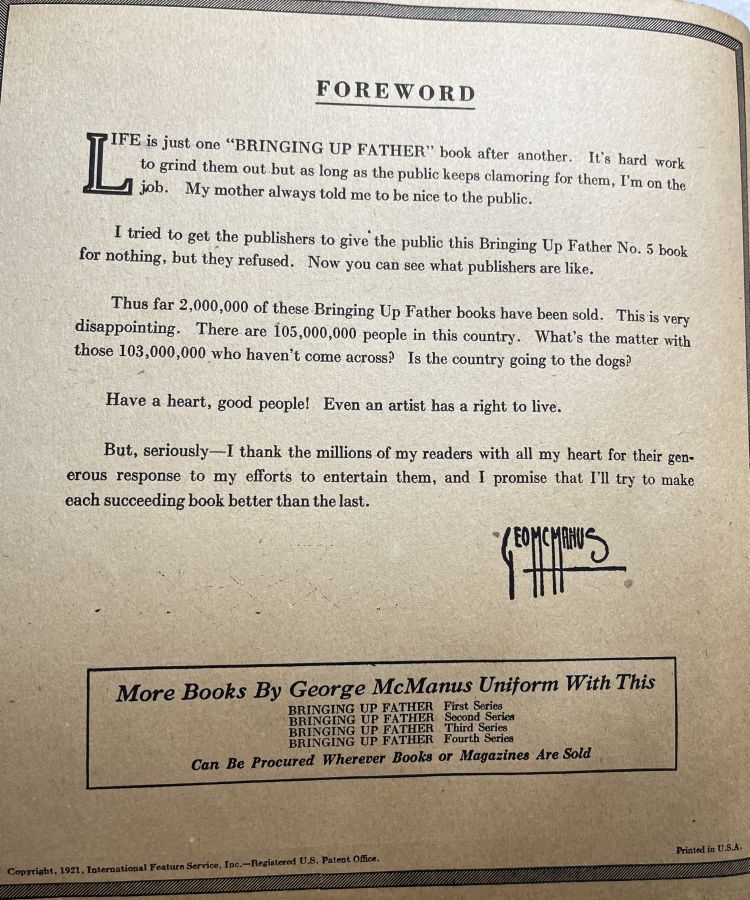 FOREWORD
LIFE is just one “BRINGING UP FATHER” book after another. It's hard work
to grind them out but as long as the public keeps clamoring for them, I'm on the
job. My mother always told me to be nice to the public.
I tried to get the publishers to give the public this Bringing Up Father No. 5 book
for nothing, but they refused. Now you can see what publishers are like.
Thus far 2,000,000 of these Bringing Up Father books have been sold. This is very
disappointing. There are 105,000,000 people in this country. What's the matter with
those 103,000,000 who haven't come across? Is the country going to the dogs?
Have a heart, good people! Even an artist has a right to live.
But, seriously—I thank the millions of my readers with all my heart for their gen-
erous response to my efforts to entertain them, and I promise that I'll try to make
each succeeding book better than the last.
GEO MCMANUS
More Books By George McManus Uniform With This
BRINGING UP FATHER First Series
BRINGING UP FATHER Second Series
BRINGING UP FATHER Third Series
BRINGING UP FATHER Fourth Series
Can Be Procured Wherever Books or Magazines Are Sold
Copyright, 1921, International Feature Service, Inc.—Registered U.S. Patent Office.
Printed in U.S.A.